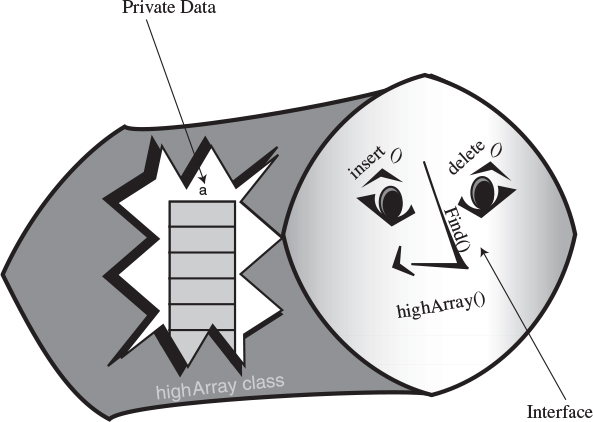 Private Data
a
insert ()
delete ()
Find()
highArray()
highArray class
Interface